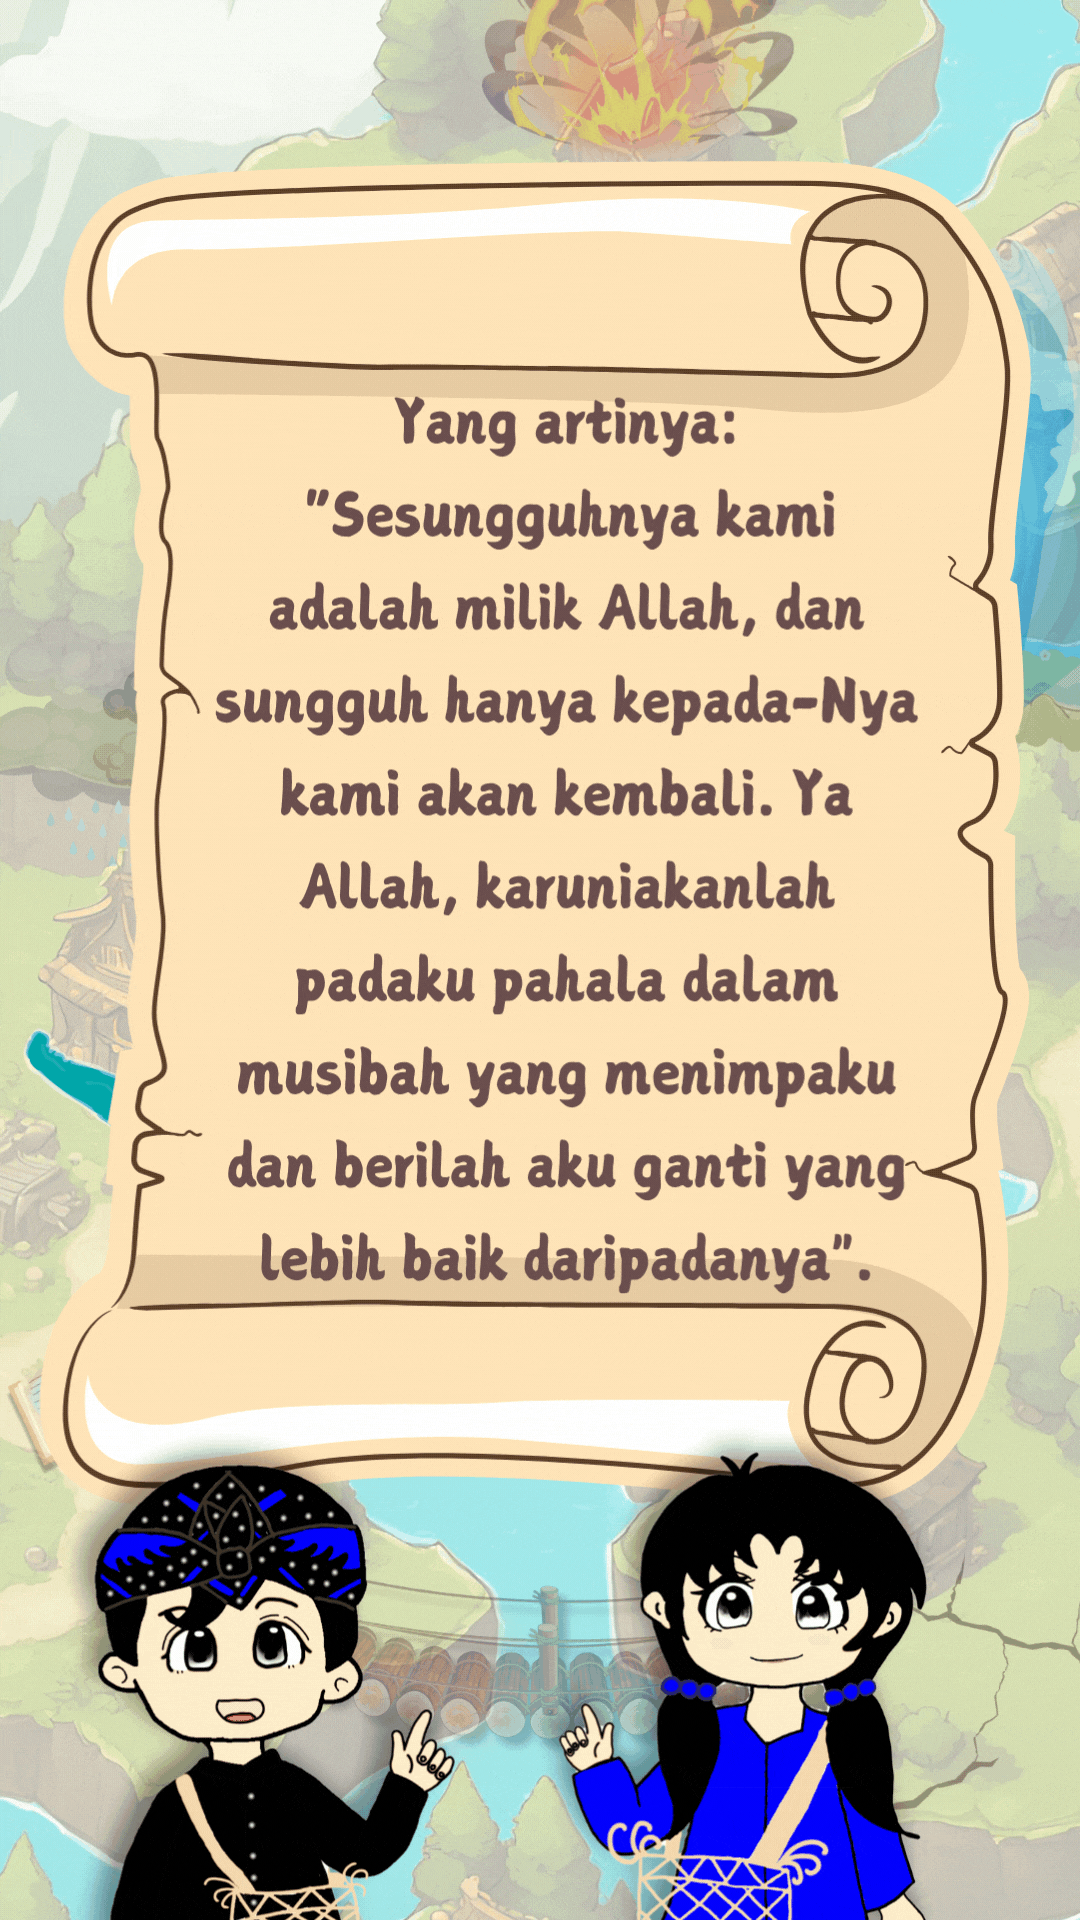 Yang artinya:
"Sesungguhnya kami
adalah milik Allah, dan
sungguh hanya kepada-Nya
kami akan kembali. Ya
Allah, karuniakanlah
padaku pahala dalam
musibah yang menimpaku
dan berilah aku ganti yang
lebih baik daripadanya".